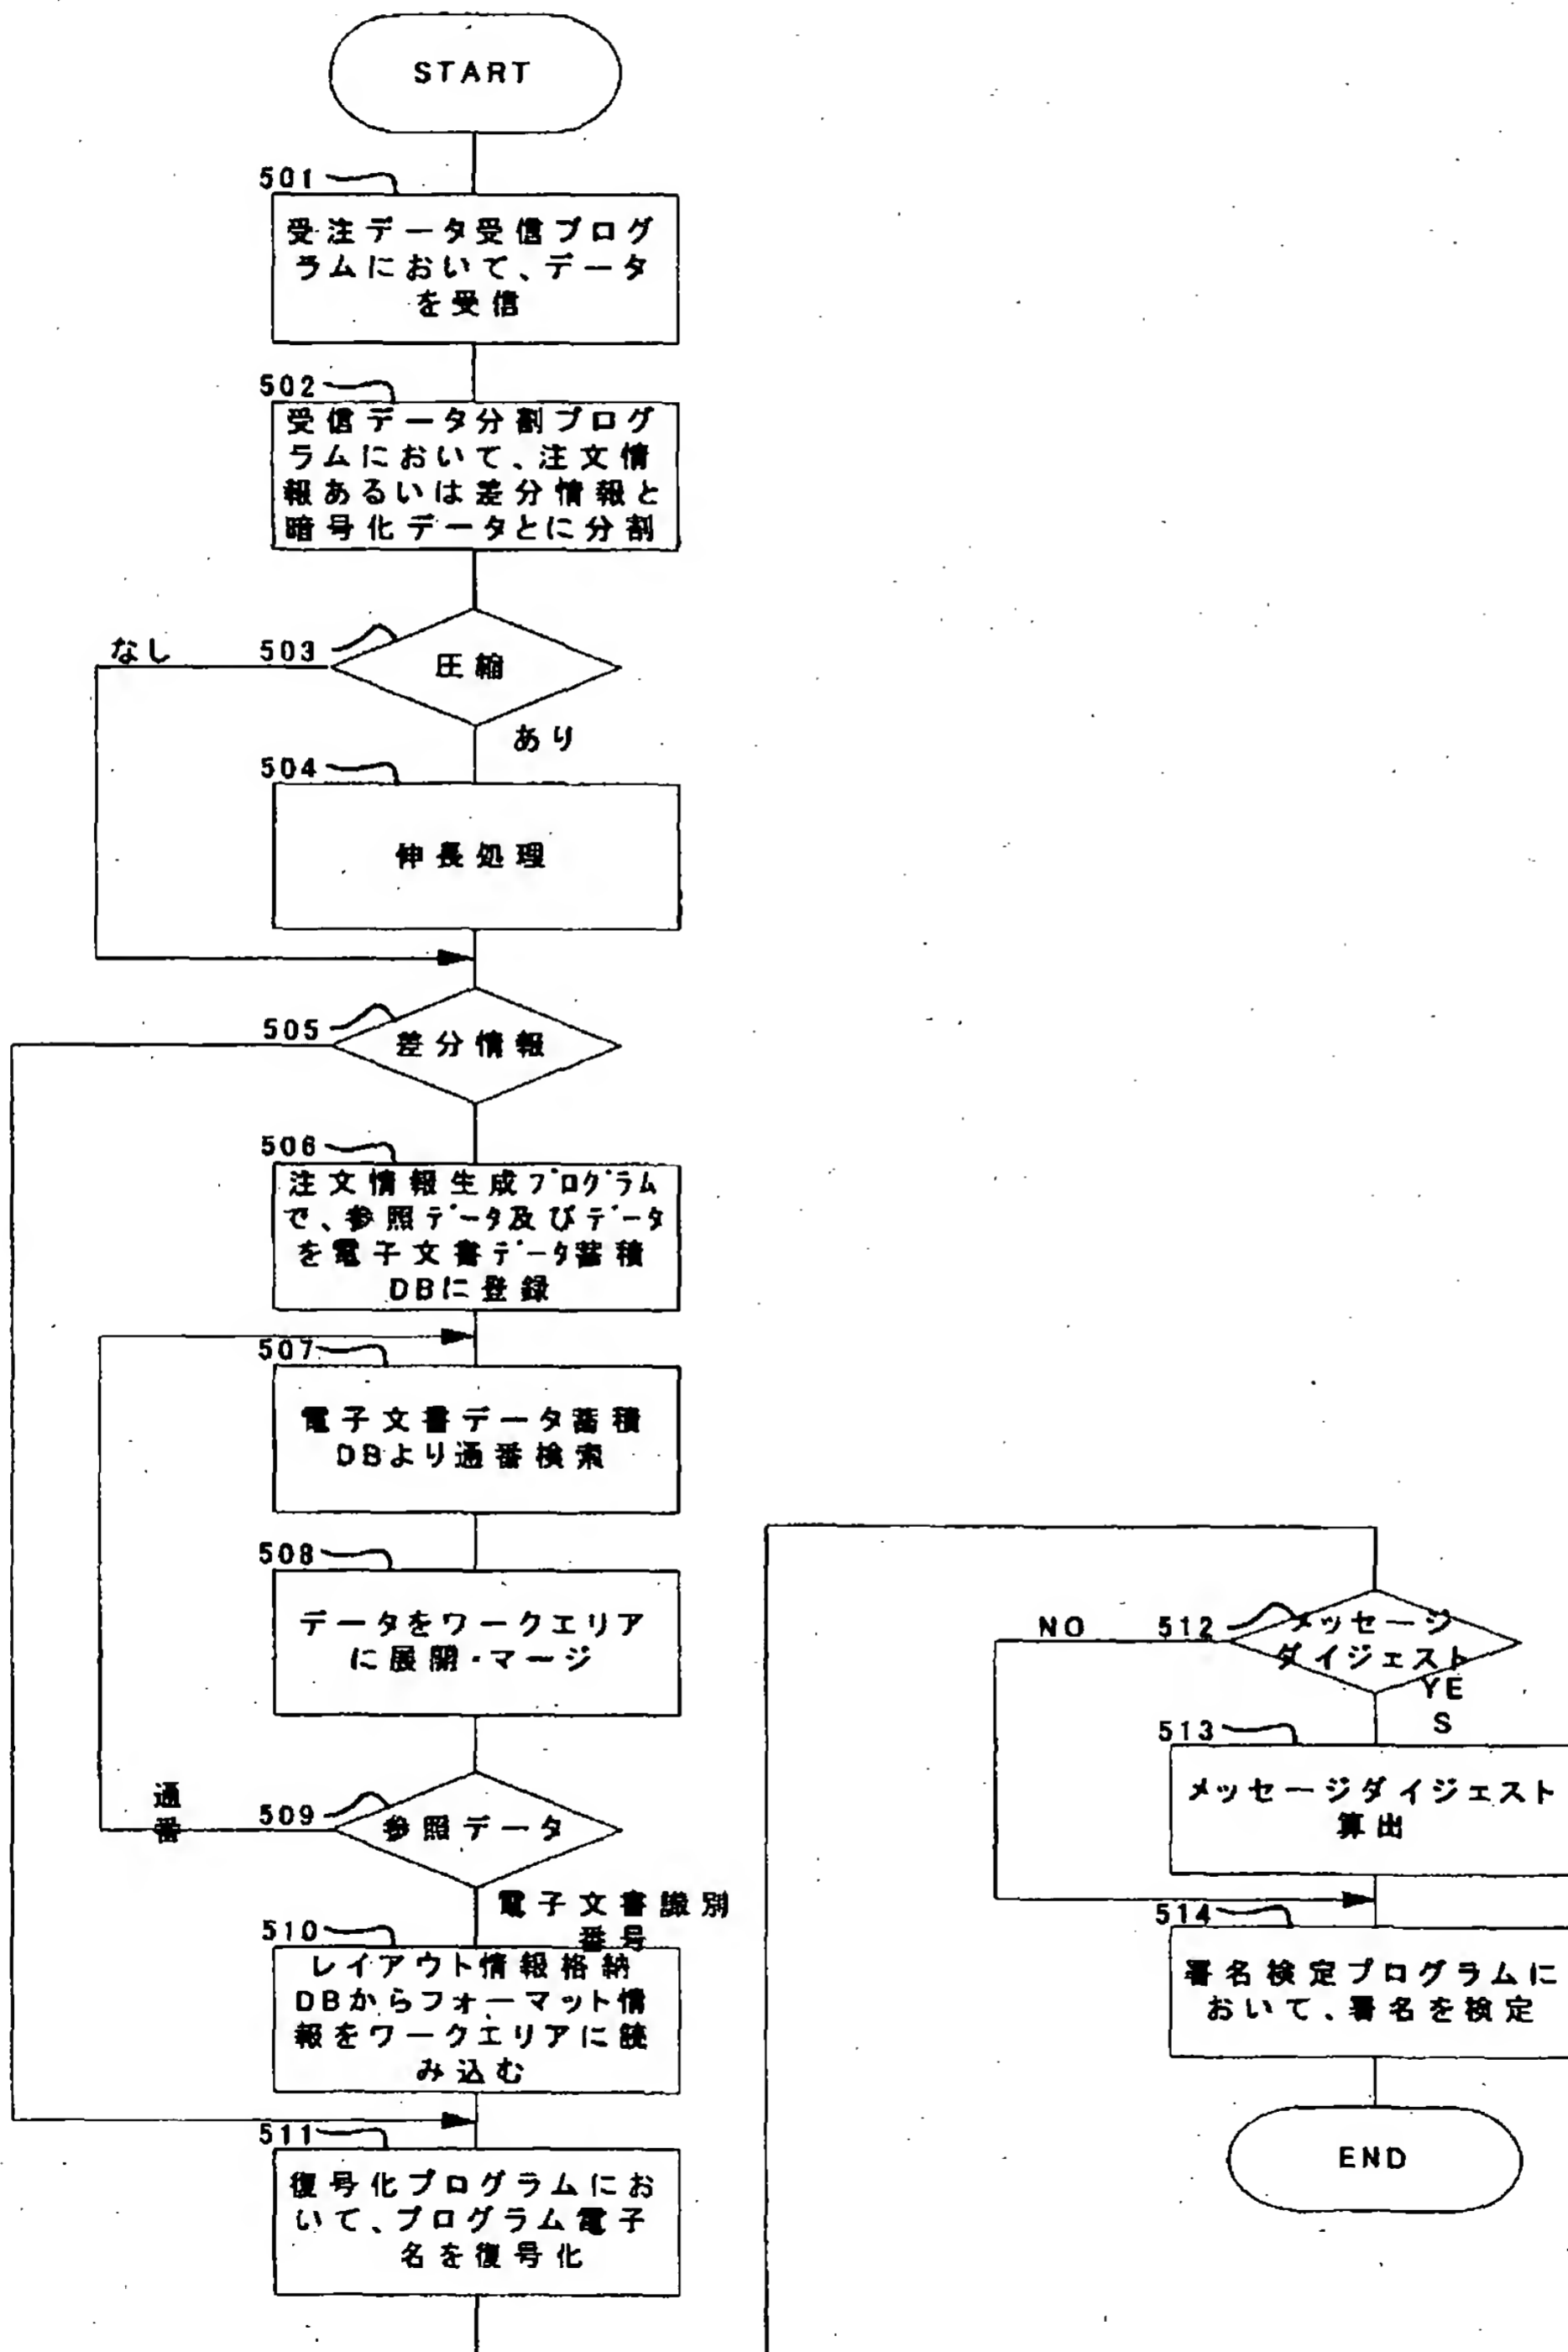 START
501
受注データ受信プログ
ラムにおいて、データ
を受信
502
受信データ分割プログ
ラムにおいて、注文情
報あるいは差分情報と
暗号化データとに分割
503
圧縮
なし
あり
504
伸長処理
505
差分情報
506
注文情報生成プログラム
で、参照データ及びデータ
を電子文書データ蓄積
DBに登録
507
電子文書データ蓄積
DBより通番検索
508
データをワークエリア
に展開・マージ
509
参照データ
通
番
電子文書識別
番号
510
レイアウト情報格納
DBからフォーマット情
報をワークエリアに読
み込む
511
復号化プログラムにお
いて、プログラム電子
名を復号化
512
メッセージ
ダイジェスト
NO
YE
S
513
メッセージダイジェスト
算出
514
署名検定プログラムに
おいて、署名を検定
END